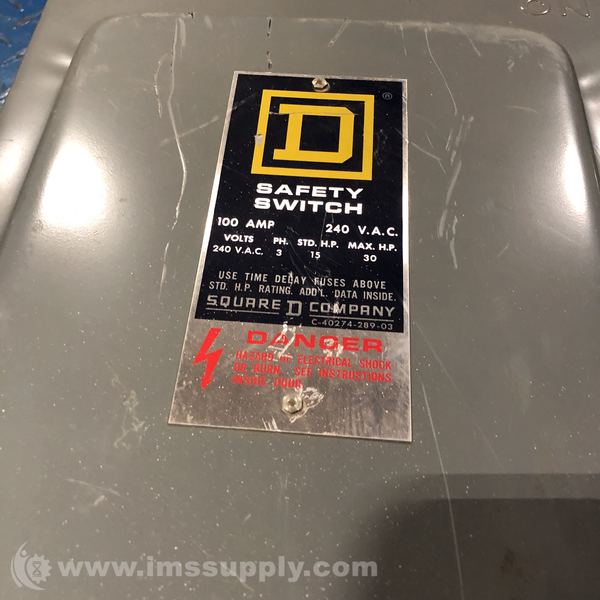 ON
D
®
SAFETY
SWITCH
100 AMP 240 V.A.C.
VOLTS PH. STD. H.P. MAX. H.P.
240 V.A.C. 3 15 30
USE TIME DELAY FUSES ABOVE
STD. H.P. RATING. ADD'L. DATA INSIDE.
SQUARE D COMPANY
C-40274-289-03
DANGER
HAZARD OF ELECTRICAL SHOCK
OR BURN. SEE INSTRUCTIONS
INSIDE DOOR
www.imssupply.com